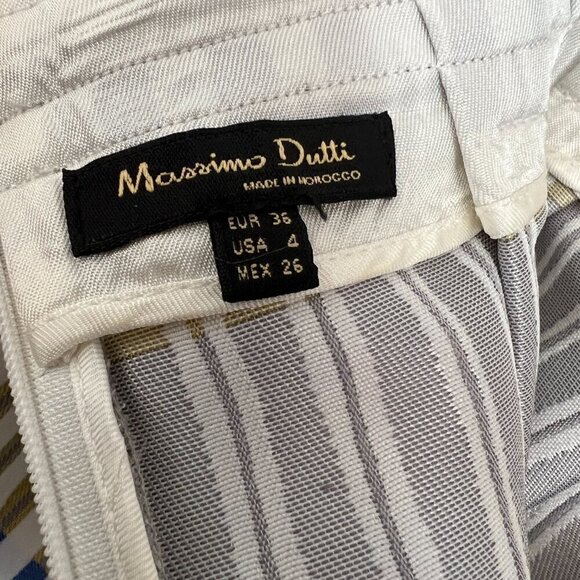 Massimo Dutti
MADE IN MOROCCO
EUR 36
USA 4
MEX 26